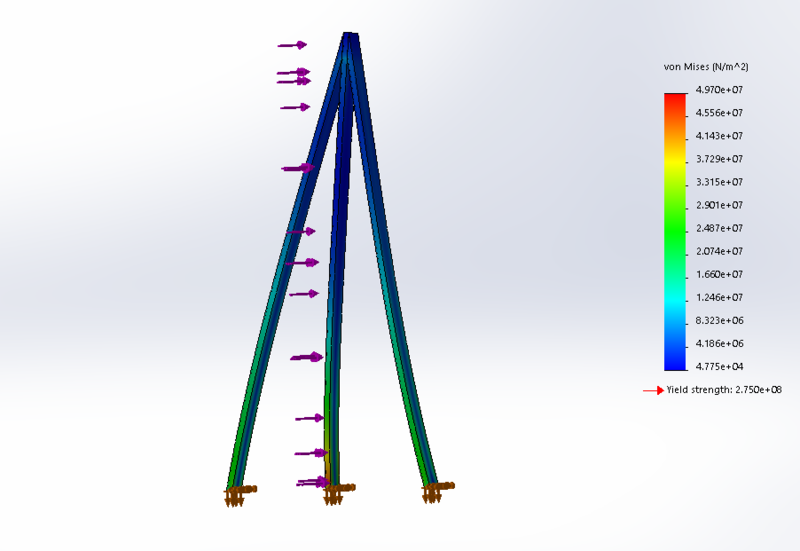 von Mises (N/m^2)
4.970e+07
4.556e+07
4.143e+07
3.729e+07
3.315e+07
2.901e+07
2.487e+07
2.074e+07
1.660e+07
1.246e+07
8.323e+06
4.186e+06
4.775e+04
Yield strength: 2.750e+08